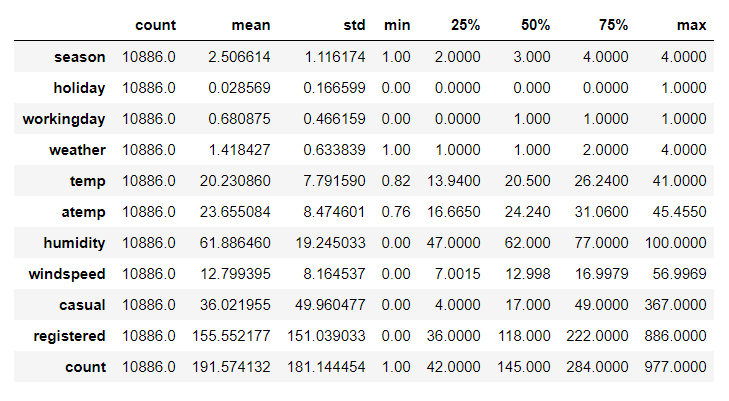 count mean std min 25% 50% 75% max
season 10886.0 2.506614 1.116174 1.00 2.0000 3.000 4.0000 4.0000
holiday 10886.0 0.028569 0.166599 0.00 0.0000 0.000 0.0000 1.0000
workingday 10886.0 0.680875 0.466159 0.00 0.0000 1.000 1.0000 1.0000
weather 10886.0 1.418427 0.633839 1.00 1.0000 1.000 2.0000 4.0000
temp 10886.0 20.230860 7.791590 0.82 13.9400 20.500 26.2400 41.0000
atemp 10886.0 23.655084 8.474601 0.76 16.6650 24.240 31.0600 45.4550
humidity 10886.0 61.886460 19.245033 0.00 47.0000 62.000 77.0000 100.0000
windspeed 10886.0 12.799395 8.164537 0.00 7.0015 12.998 16.9979 56.9969
casual 10886.0 36.021955 49.960477 0.00 4.0000 17.000 49.0000 367.0000
registered 10886.0 155.552177 151.039033 0.00 36.0000 118.000 222.0000 886.0000
count 10886.0 191.574132 181.144454 1.00 42.0000 145.000 284.0000 977.0000